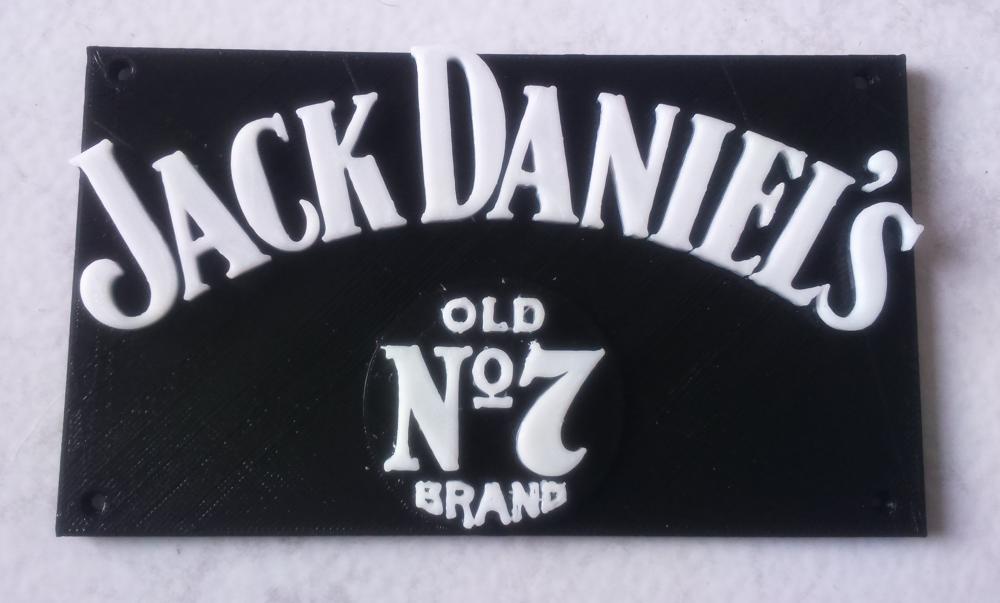 JACK DANIEL'S
OLD
Nº7
BRAND